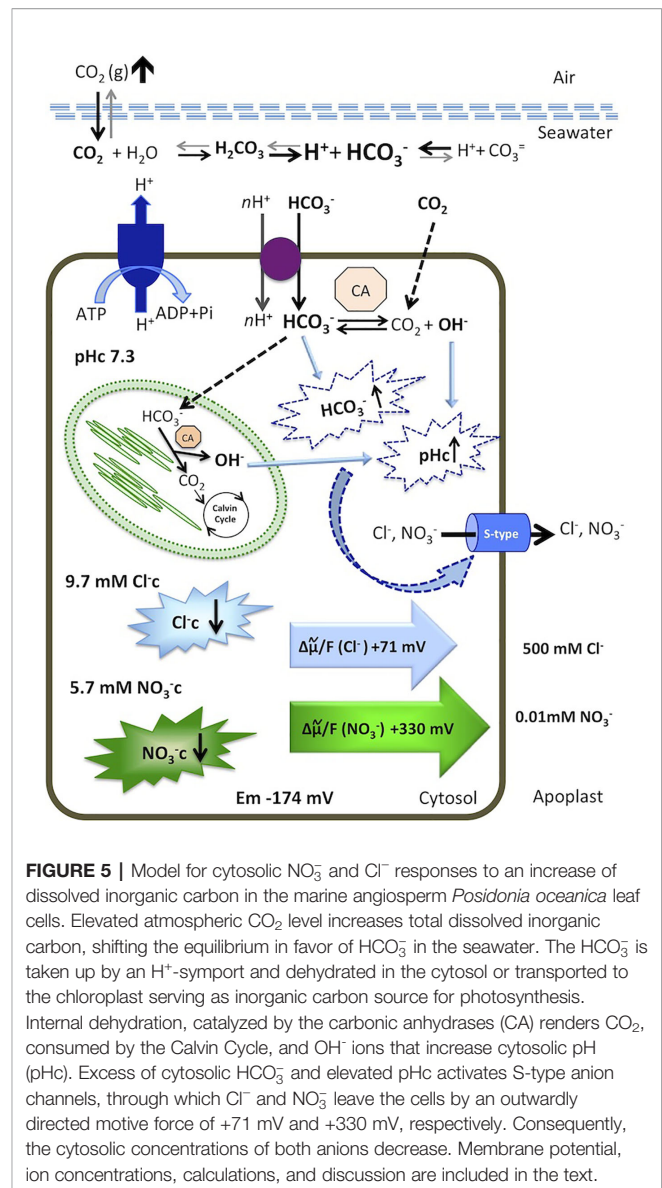 CO₂ (g)
Air
Seawater
CO₂ + H₂O H₂CO₃ H⁺+ HCO₃⁻ H⁺+ CO₃⁼
H⁺
nH⁺ HCO₃⁻ CO₂
CA
ATP ADP+Pi
H⁺
nH⁺ HCO₃⁻ CO₂ + OH⁻
pHc 7.3
HCO₃⁻
HCO₃⁻
CA
OH⁻
pHc
CO₂
Calvin
Cycle
Cl⁻, NO₃⁻ S-type Cl⁻, NO₃⁻
9.7 mM Cl⁻c
Cl⁻c
Δμ̃/F (Cl⁻) +71 mV
500 mM Cl⁻
5.7 mM NO₃⁻c
NO₃⁻c
Δμ̃/F (NO₃⁻) +330 mV
0.01mM NO₃⁻
Em -174 mV Cytosol Apoplast
FIGURE 5 | Model for cytosolic NO₃⁻ and Cl⁻ responses to an increase of
dissolved inorganic carbon in the marine angiosperm Posidonia oceanica leaf
cells. Elevated atmospheric CO₂ level increases total dissolved inorganic
carbon, shifting the equilibrium in favor of HCO₃⁻ in the seawater. The HCO₃⁻ is
taken up by an H⁺-symport and dehydrated in the cytosol or transported to
the chloroplast serving as inorganic carbon source for photosynthesis.
Internal dehydration, catalyzed by the carbonic anhydrases (CA) renders CO₂,
consumed by the Calvin Cycle, and OH⁻ ions that increase cytosolic pH
(pHc). Excess of cytosolic HCO₃⁻ and elevated pHc activates S-type anion
channels, through which Cl⁻ and NO₃⁻ leave the cells by an outwardly
directed motive force of +71 mV and +330 mV, respectively. Consequently,
the cytosolic concentrations of both anions decrease. Membrane potential,
ion concentrations, calculations, and discussion are included in the text.